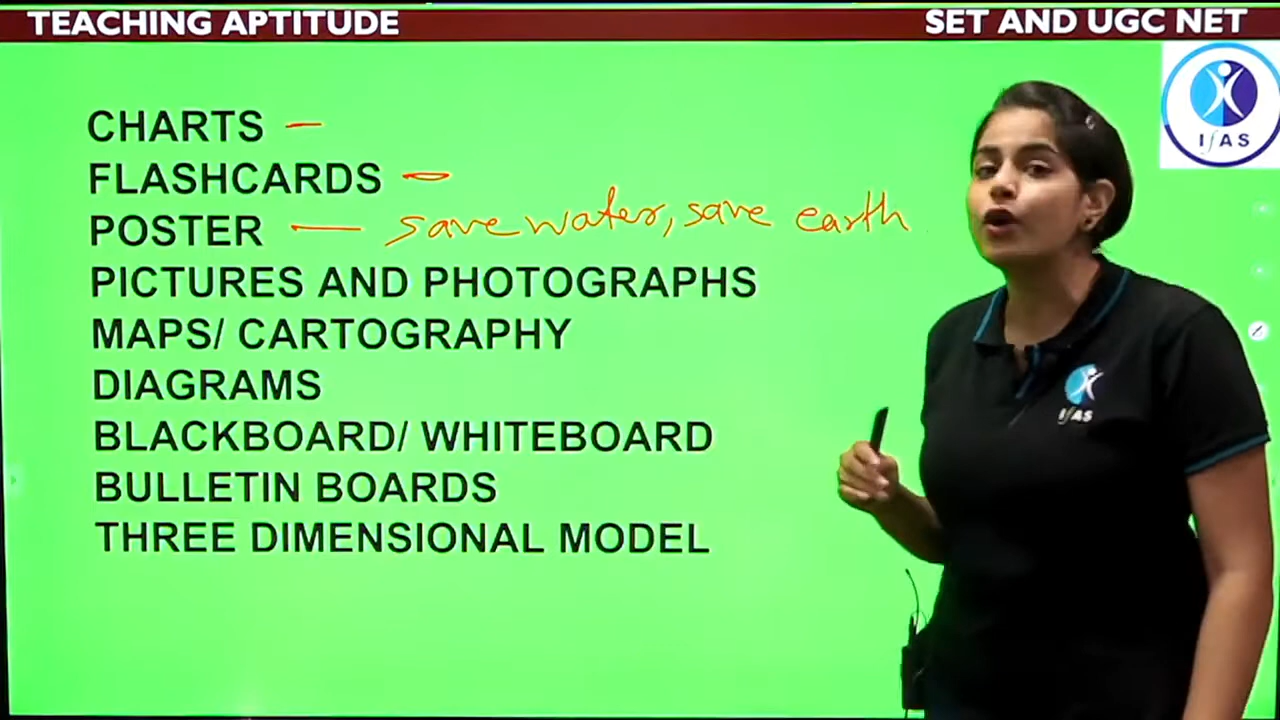 TEACHING APTITUDE
SET AND UGC NET
IfAS
CHARTS –
FLASHCARDS –
POSTER – save water, save earth
PICTURES AND PHOTOGRAPHS
MAPS/ CARTOGRAPHY
DIAGRAMS
BLACKBOARD/ WHITEBOARD
BULLETIN BOARDS
THREE DIMENSIONAL MODEL
IfAS